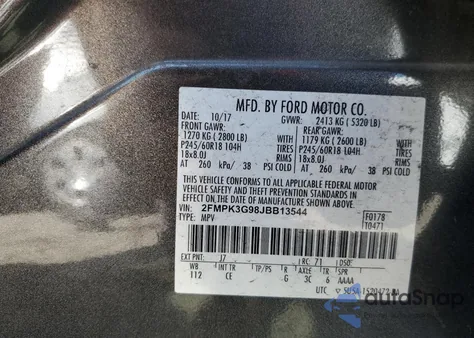 MFD. BY FORD MOTOR CO.
DATE: 10/17 GVWR: 2413 KG ( 5320 LB)
FRONT GAWR: REAR GAWR:
1270 KG ( 2800 LB) 1179 KG ( 2600 LB)
P245/60R18 104H TIRES P245/60R18 104H TIRES
18x8.0J RIMS 18x8.0J RIMS
AT 260 kPa/ 38 PSI COLD AT 260 kPa/ 38 PSI COLD
THIS VEHICLE CONFORMS TO ALL APPLICABLE FEDERAL MOTOR
VEHICLE SAFETY AND THEFT PREVENTION STANDARDS IN
EFFECT ON THE DATE OF MANUFACTURE SHOWN ABOVE.
VIN: 2FMPK3G98JBB13544 F0178
TYPE: MPV T0471
EXT PNT: J7 RC: 71 DSO:
WB INT TR TP/PS R AXLE TR SPR
112 CE G 3C 6 AAAA
UTC
autoSnap